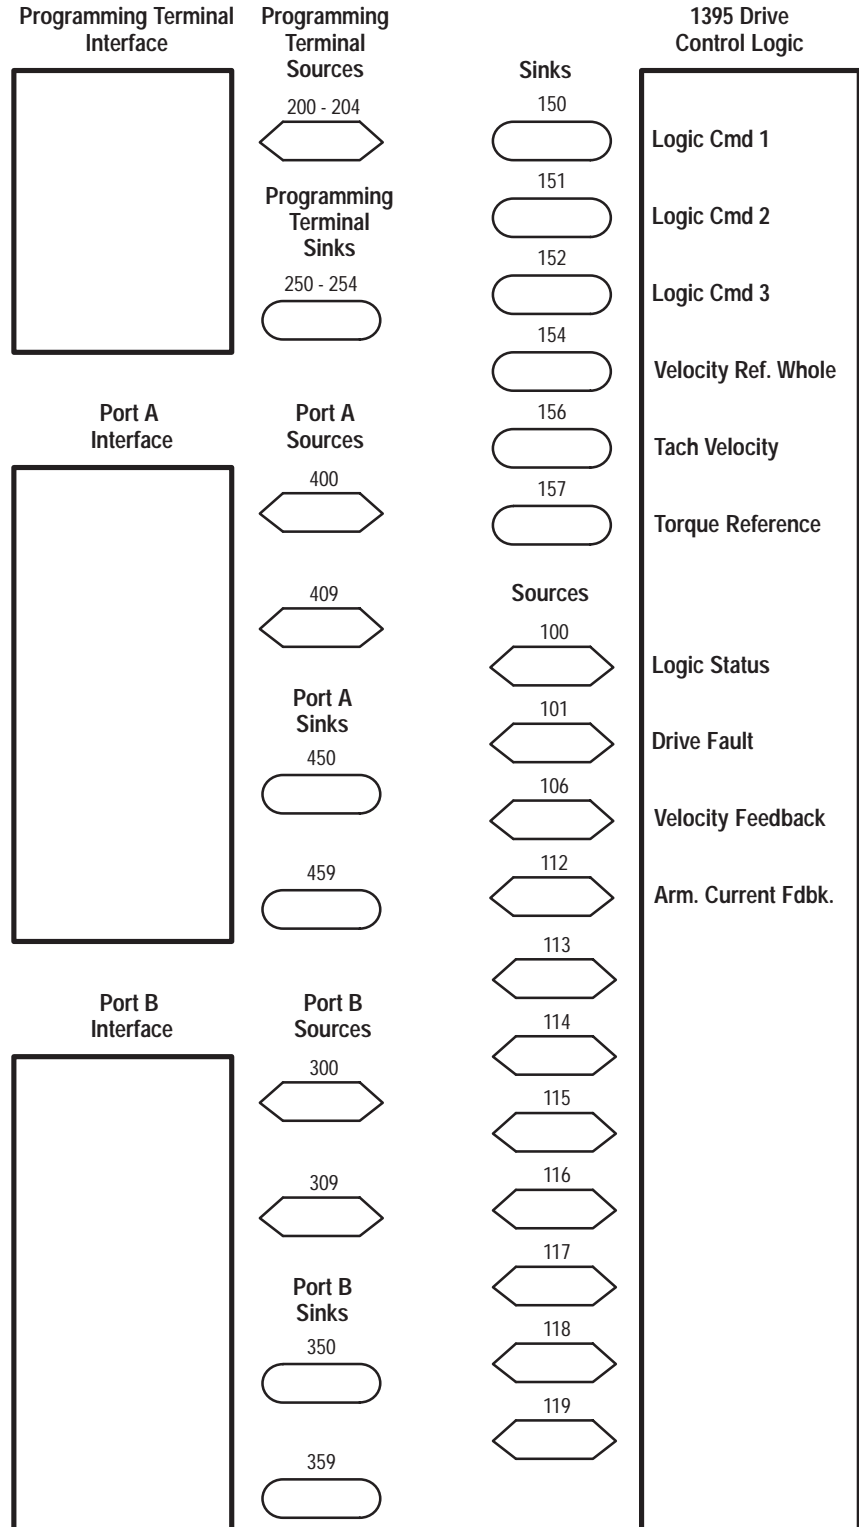 Programming Terminal
Interface
Programming
Terminal
Sources
200 - 204
Programming
Terminal
Sinks
250 - 254
Port A
Interface
Port A
Sources
400
409
Port A
Sinks
450
459
Port B
Interface
Port B
Sources
300
309
Port B
Sinks
350
359
Sinks
150
151
152
154
156
157
Sources
100
101
106
112
113
114
115
116
117
118
119
1395 Drive
Control Logic
Logic Cmd 1
Logic Cmd 2
Logic Cmd 3
Velocity Ref. Whole
Tach Velocity
Torque Reference
Logic Status
Drive Fault
Velocity Feedback
Arm. Current Fdbk.